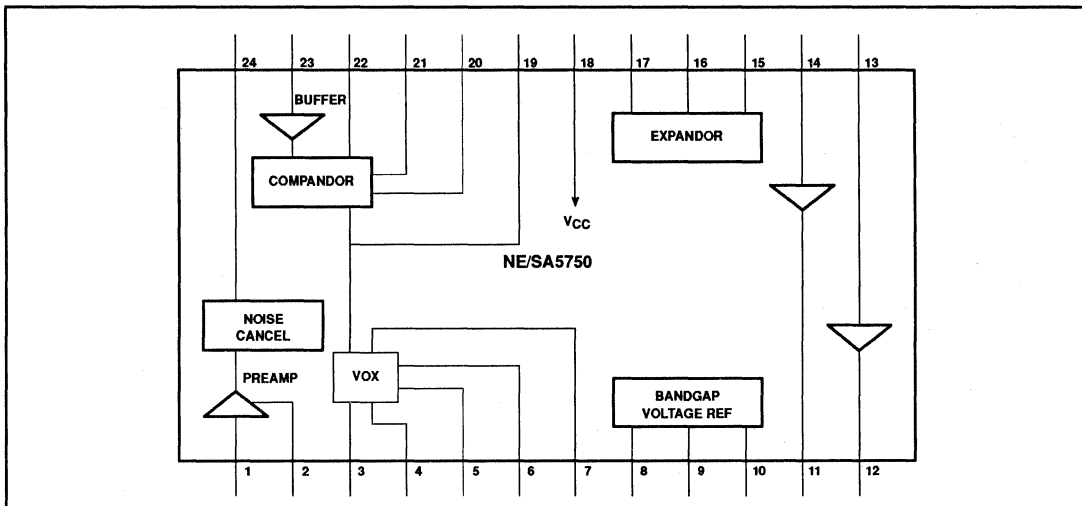 24 23 22 21 20 19 18 17 16 15 14 13
BUFFER
EXPANDOR
COMPANDOR
VCC
NE/SA5750
NOISE
CANCEL
PREAMP
VOX
BANDGAP
VOLTAGE REF
1 2 3 4 5 6 7 8 9 10 11 12